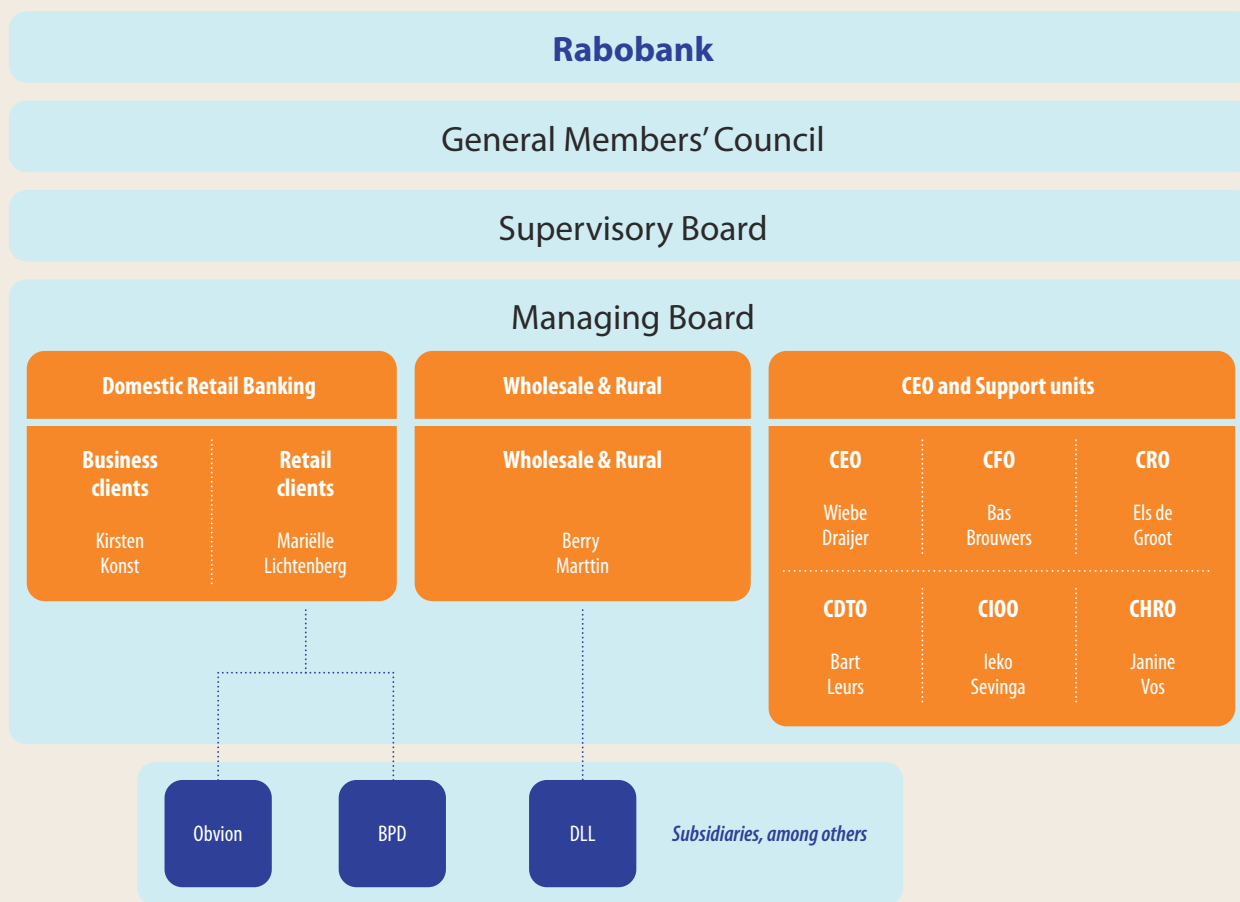 Rabobank
General Members’ Council
Supervisory Board
Managing Board
Domestic Retail Banking
Business
clients
Kirsten
Konst
Retail
clients
Mariëlle
Lichtenberg
Wholesale & Rural
Wholesale & Rural
Berry
Marttin
CEO and Support units
CEO
Wiebe
Draijer
CFO
Bas
Brouwers
CRO
Els de
Groot
CDTO
Bart
Leurs
CIOO
Ieko
Sevinga
CHRO
Janine
Vos
Obvion
BPD
DLL
Subsidiaries, among others